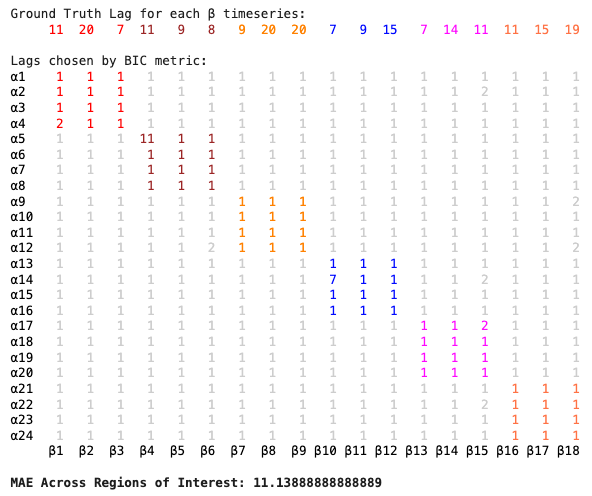 Ground Truth Lag for each β timeseries:
11 20 7 11 9 8 9 20 20 7 9 15 7 14 11 11 15 19
Lags chosen by BIC metric:
α1 1 1 1 1 1 1 1 1 1 1 1 1 1 1 1 1 1 1
α2 1 1 1 1 1 1 1 1 1 1 1 1 1 1 2 1 1 1
α3 1 1 1 1 1 1 1 1 1 1 1 1 1 1 1 1 1 1
α4 2 1 1 1 1 1 1 1 1 1 1 1 1 1 1 1 1 1
α5 1 1 1 11 1 1 1 1 1 1 1 1 1 1 1 1 1 1
α6 1 1 1 1 1 1 1 1 1 1 1 1 1 1 1 1 1 1
α7 1 1 1 1 1 1 1 1 1 1 1 1 1 1 1 1 1 1
α8 1 1 1 1 1 1 1 1 1 1 1 1 1 1 1 1 1 1
α9 1 1 1 1 1 1 1 1 1 1 1 1 1 1 1 1 1 2
α10 1 1 1 1 1 1 1 1 1 1 1 1 1 1 1 1 1 1
α11 1 1 1 1 1 1 1 1 1 1 1 1 1 1 1 1 1 1
α12 1 1 1 1 1 2 1 1 1 1 1 1 1 1 1 1 1 2
α13 1 1 1 1 1 1 1 1 1 1 1 1 1 1 1 1 1 1
α14 1 1 1 1 1 1 1 1 1 7 1 1 1 1 2 1 1 1
α15 1 1 1 1 1 1 1 1 1 1 1 1 1 1 1 1 1 1
α16 1 1 1 1 1 1 1 1 1 1 1 1 1 1 1 1 1 1
α17 1 1 1 1 1 1 1 1 1 1 1 1 1 1 2 1 1 1
α18 1 1 1 1 1 1 1 1 1 1 1 1 1 1 1 1 1 1
α19 1 1 1 1 1 1 1 1 1 1 1 1 1 1 1 1 1 1
α20 1 1 1 1 1 1 1 1 1 1 1 1 1 1 1 1 1 1
α21 1 1 1 1 1 1 1 1 1 1 1 1 1 1 1 1 1 1
α22 1 1 1 1 1 1 1 1 1 1 1 1 1 1 2 1 1 1
α23 1 1 1 1 1 1 1 1 1 1 1 1 1 1 1 1 1 1
α24 1 1 1 1 1 1 1 1 1 1 1 1 1 1 1 1 1 1
β1 β2 β3 β4 β5 β6 β7 β8 β9 β10 β11 β12 β13 β14 β15 β16 β17 β18
MAE Across Regions of Interest: 11.13888888888889